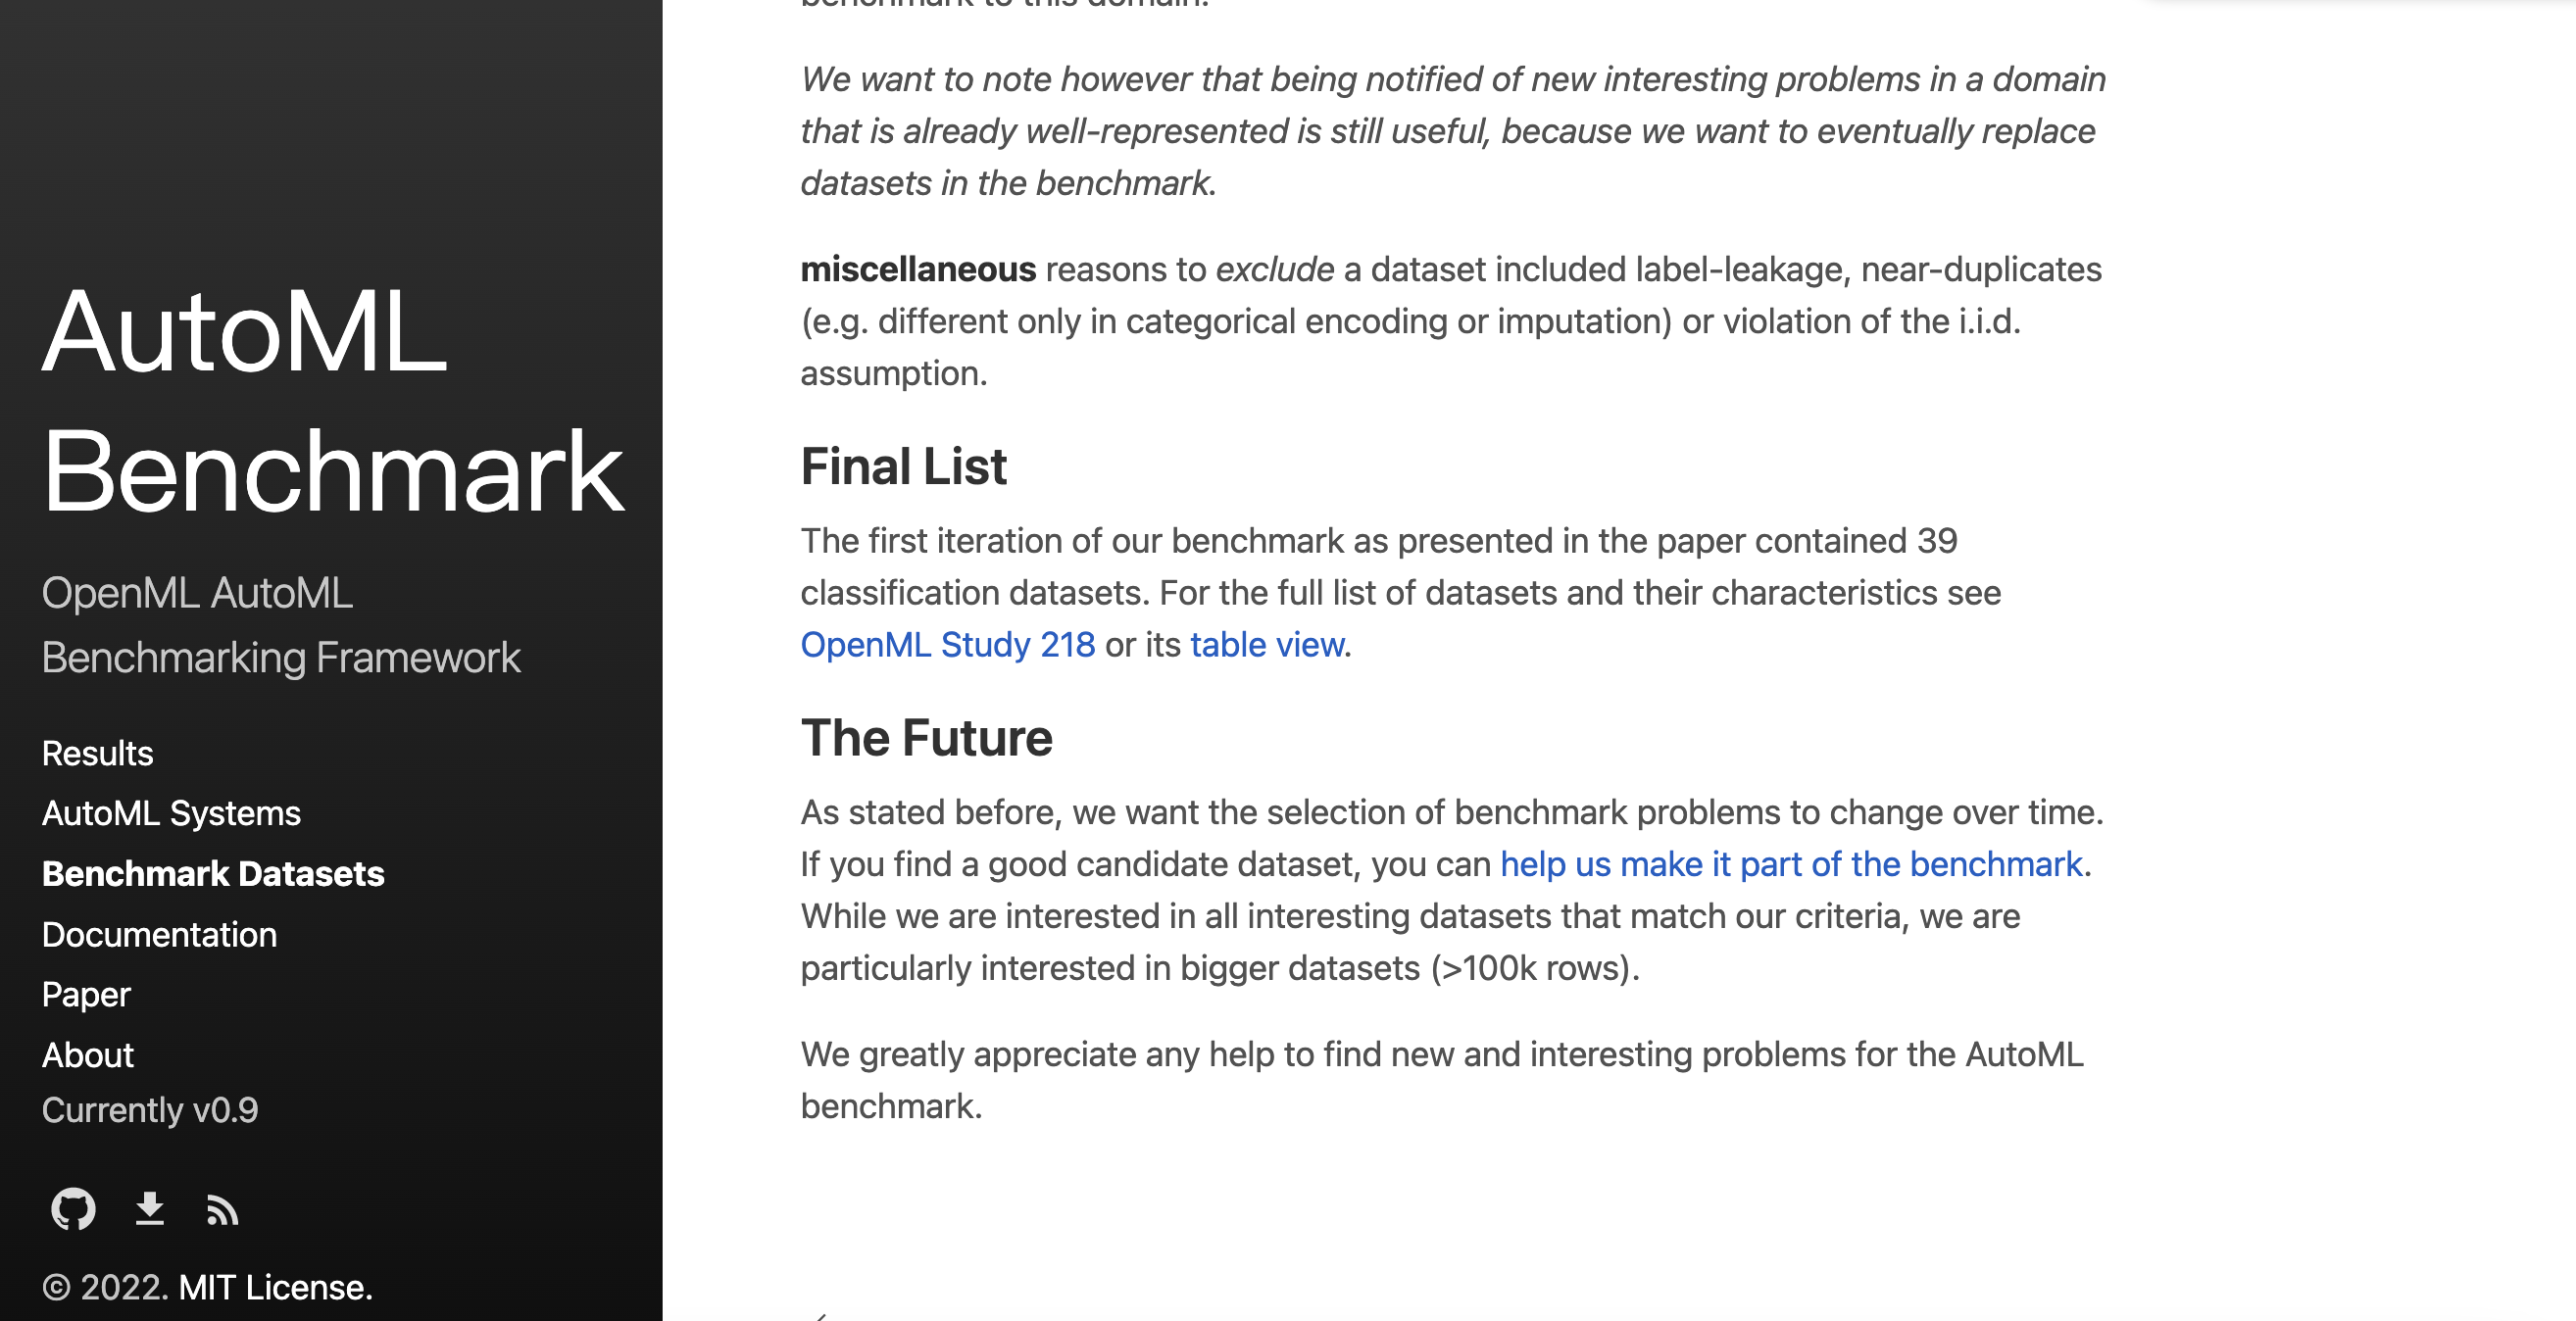 AutoML
Benchmark
OpenML AutoML
Benchmarking Framework
Results
AutoML Systems
Benchmark Datasets
Documentation
Paper
About
Currently v0.9
© 2022. MIT License.
benchmark to this domain.
We want to note however that being notified of new interesting problems in a domain
that is already well-represented is still useful, because we want to eventually replace
datasets in the benchmark.
miscellaneous reasons to exclude a dataset included label-leakage, near-duplicates
(e.g. different only in categorical encoding or imputation) or violation of the i.i.d.
assumption.
Final List
The first iteration of our benchmark as presented in the paper contained 39
classification datasets. For the full list of datasets and their characteristics see
OpenML Study 218 or its table view.
The Future
As stated before, we want the selection of benchmark problems to change over time.
If you find a good candidate dataset, you can help us make it part of the benchmark.
While we are interested in all interesting datasets that match our criteria, we are
particularly interested in bigger datasets (>100k rows).
We greatly appreciate any help to find new and interesting problems for the AutoML
benchmark.